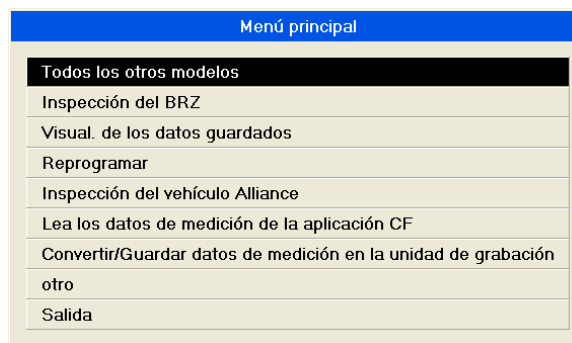 Menú principal
Todos los otros modelos
Inspección del BRZ
Visual. de los datos guardados
Reprogramar
Inspección del vehículo Alliance
Lea los datos de medición de la aplicación CF
Convertir/Guardar datos de medición en la unidad de grabación
otro
Salida